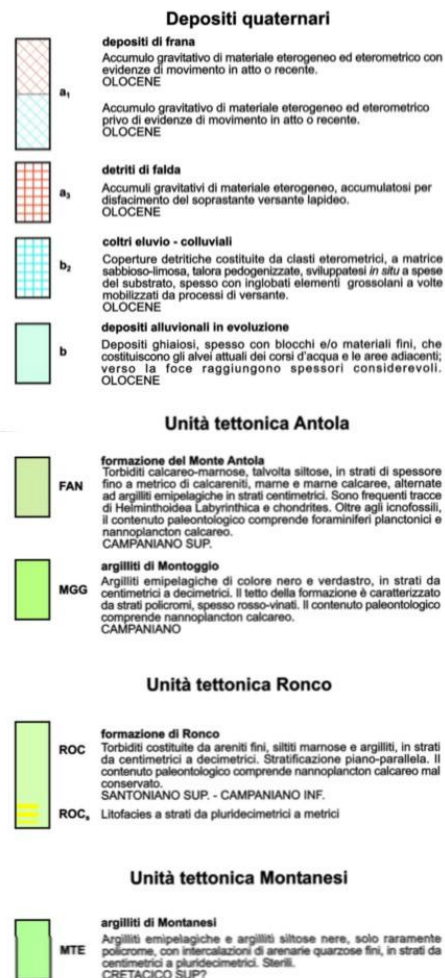 Depositi quaternari
depositi di frana
Accumulo gravitativo di materiale eterogeneo ed eterometrico con
evidenze di movimento in atto o recente.
OLOCENE
a₁
Accumulo gravitativo di materiale eterogeneo ed eterometrico
privo di evidenze di movimento in atto o recente.
OLOCENE
detriti di falda
a₃
Accumuli gravitativi di materiale eterogeneo, accumulatosi per
disfacimento del soprastante versante lapideo.
OLOCENE
coltri eluvio - colluviali
b₂
Coperture detritiche costituite da clasti eterometrici, a matrice
sabbioso-limosa, talora pedogenizzate, sviluppatesi in situ a spese
del substrato, spesso con inglobati elementi grossolani a volte
mobilizzati da processi di versante.
OLOCENE
depositi alluvionali in evoluzione
b
Depositi ghiaiosi, spesso con blocchi e/o materiali fini, che
costituiscono gli alvei attuali dei corsi d'acqua e le aree adiacenti;
verso la foce raggiungono spessori considerevoli.
OLOCENE
Unità tettonica Antola
formazione del Monte Antola
FAN
Torbiditi calcareo-marnose, talvolta siltose, in strati di spessore
fino a metrico di calcareniti, marne e marne calcaree, alternate
ad argilliti emipelagiche in strati centimetrici. Sono frequenti tracce
di Helminthoidea Labyrinthica e chondrites. Oltre agli icnofossili,
il contenuto paleontologico comprende foraminiferi planctonici e
nannoplancton calcareo.
CAMPANIANO SUP.
argilliti di Montoggio
MGG
Argilliti emipelagiche di colore nero e verdastro, in strati da
centimetrici a decimetrici. Il tetto della formazione è caratterizzato
da strati policromi, spesso rosso-vinati. Il contenuto paleontologico
comprende nannoplancton calcareo.
CAMPANIANO
Unità tettonica Ronco
formazione di Ronco
ROC
Torbiditi costituite da areniti fini, siltiti marnose e argilliti, in strati
da centimetrici a decimetrici. Stratificazione piano-parallela. Il
contenuto paleontologico comprende nannoplancton calcareo mal
conservato.
SANTONIANO SUP. - CAMPANIANO INF.
ROCₛ Litofacies a strati da pluridecimetrici a metrici
Unità tettonica Montanesi
argilliti di Montanesi
MTE
Argilliti emipelagiche e argilliti siltose nere, solo raramente
policrome, con intercalazioni di arenarie quarzose fini, in strati da
centimetrici a pluridecimetrici. Sterili.
CRETACICO SUP?